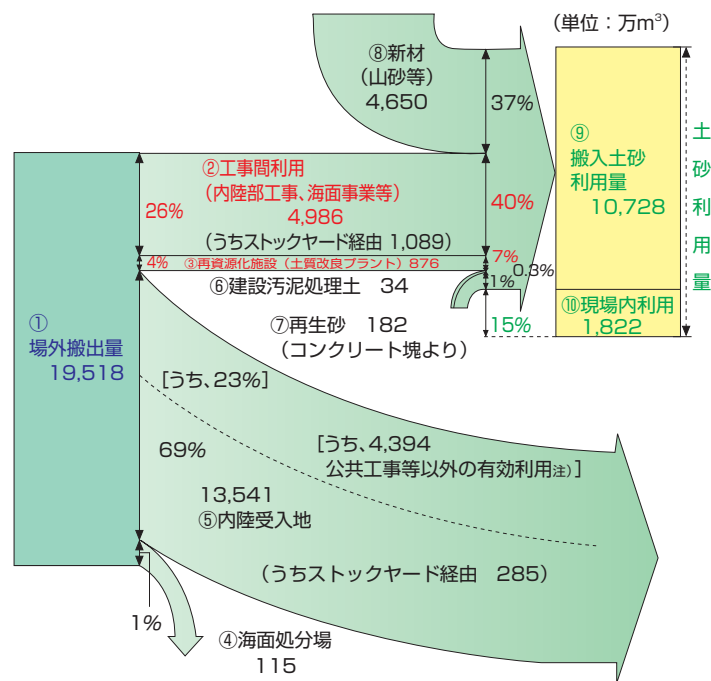 (単位:万m³)
⑧新材
(山砂等)
4,650
37%
⑨
搬入土砂
利用量
10,728
土砂利用量
②工事間利用
(内陸部工事、海面事業等)
4,986
(うちストックヤード経由 1,089)
26%
40%
4%
③再資源化施設(土質改良プラント)876
7%
0.3%
1%
⑥建設汚泥処理土 34
⑦再生砂 182
(コンクリート塊より)
15%
⑩現場内利用
1,822
①
場外搬出量
19,518
[うち、23%]
69%
[うち、4,394
公共工事等以外の有効利用注)]
13,541
⑤内陸受入地
(うちストックヤード経由 285)
1%
④海面処分場
115